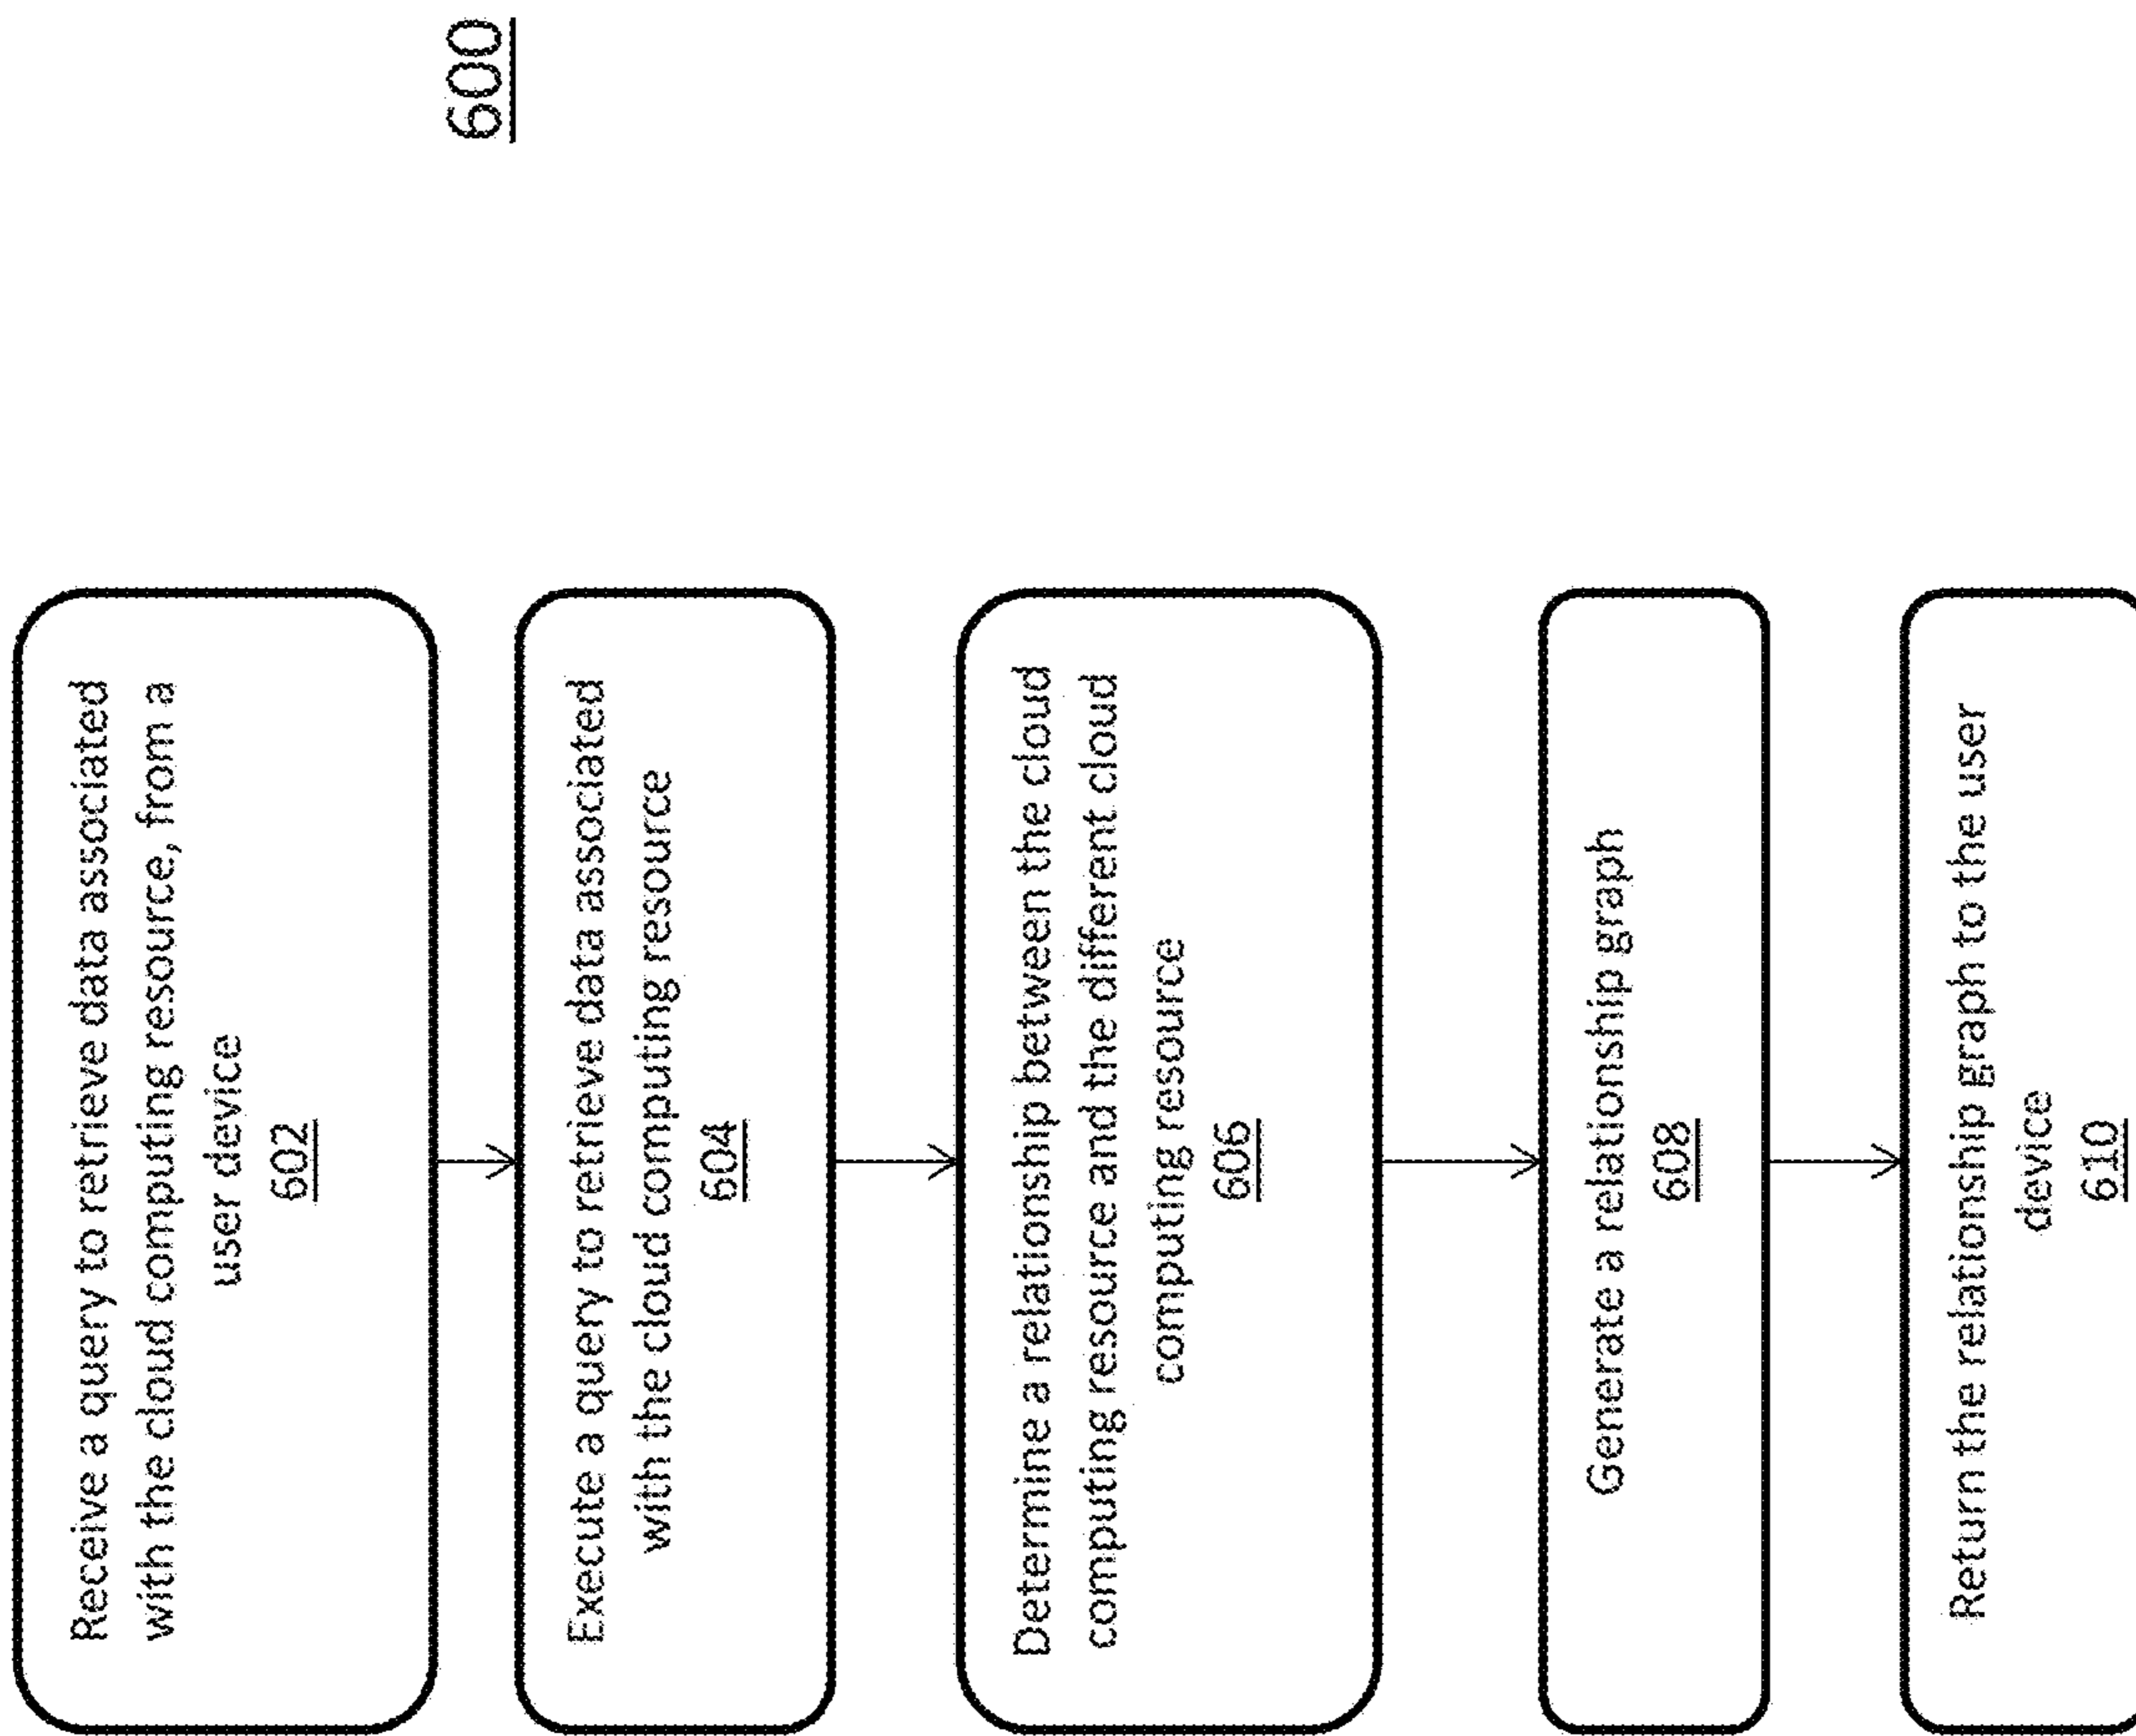 600
Receive a query to retrieve data associated
with the cloud computing resource, from a
user device
602
Execute a query to retrieve data associated
with the cloud computing resource
604
Determine a relationship between the cloud
computing resource and the different cloud
computing resource
606
Generate a relationship graph
608
Return the relationship graph to the user
device
610